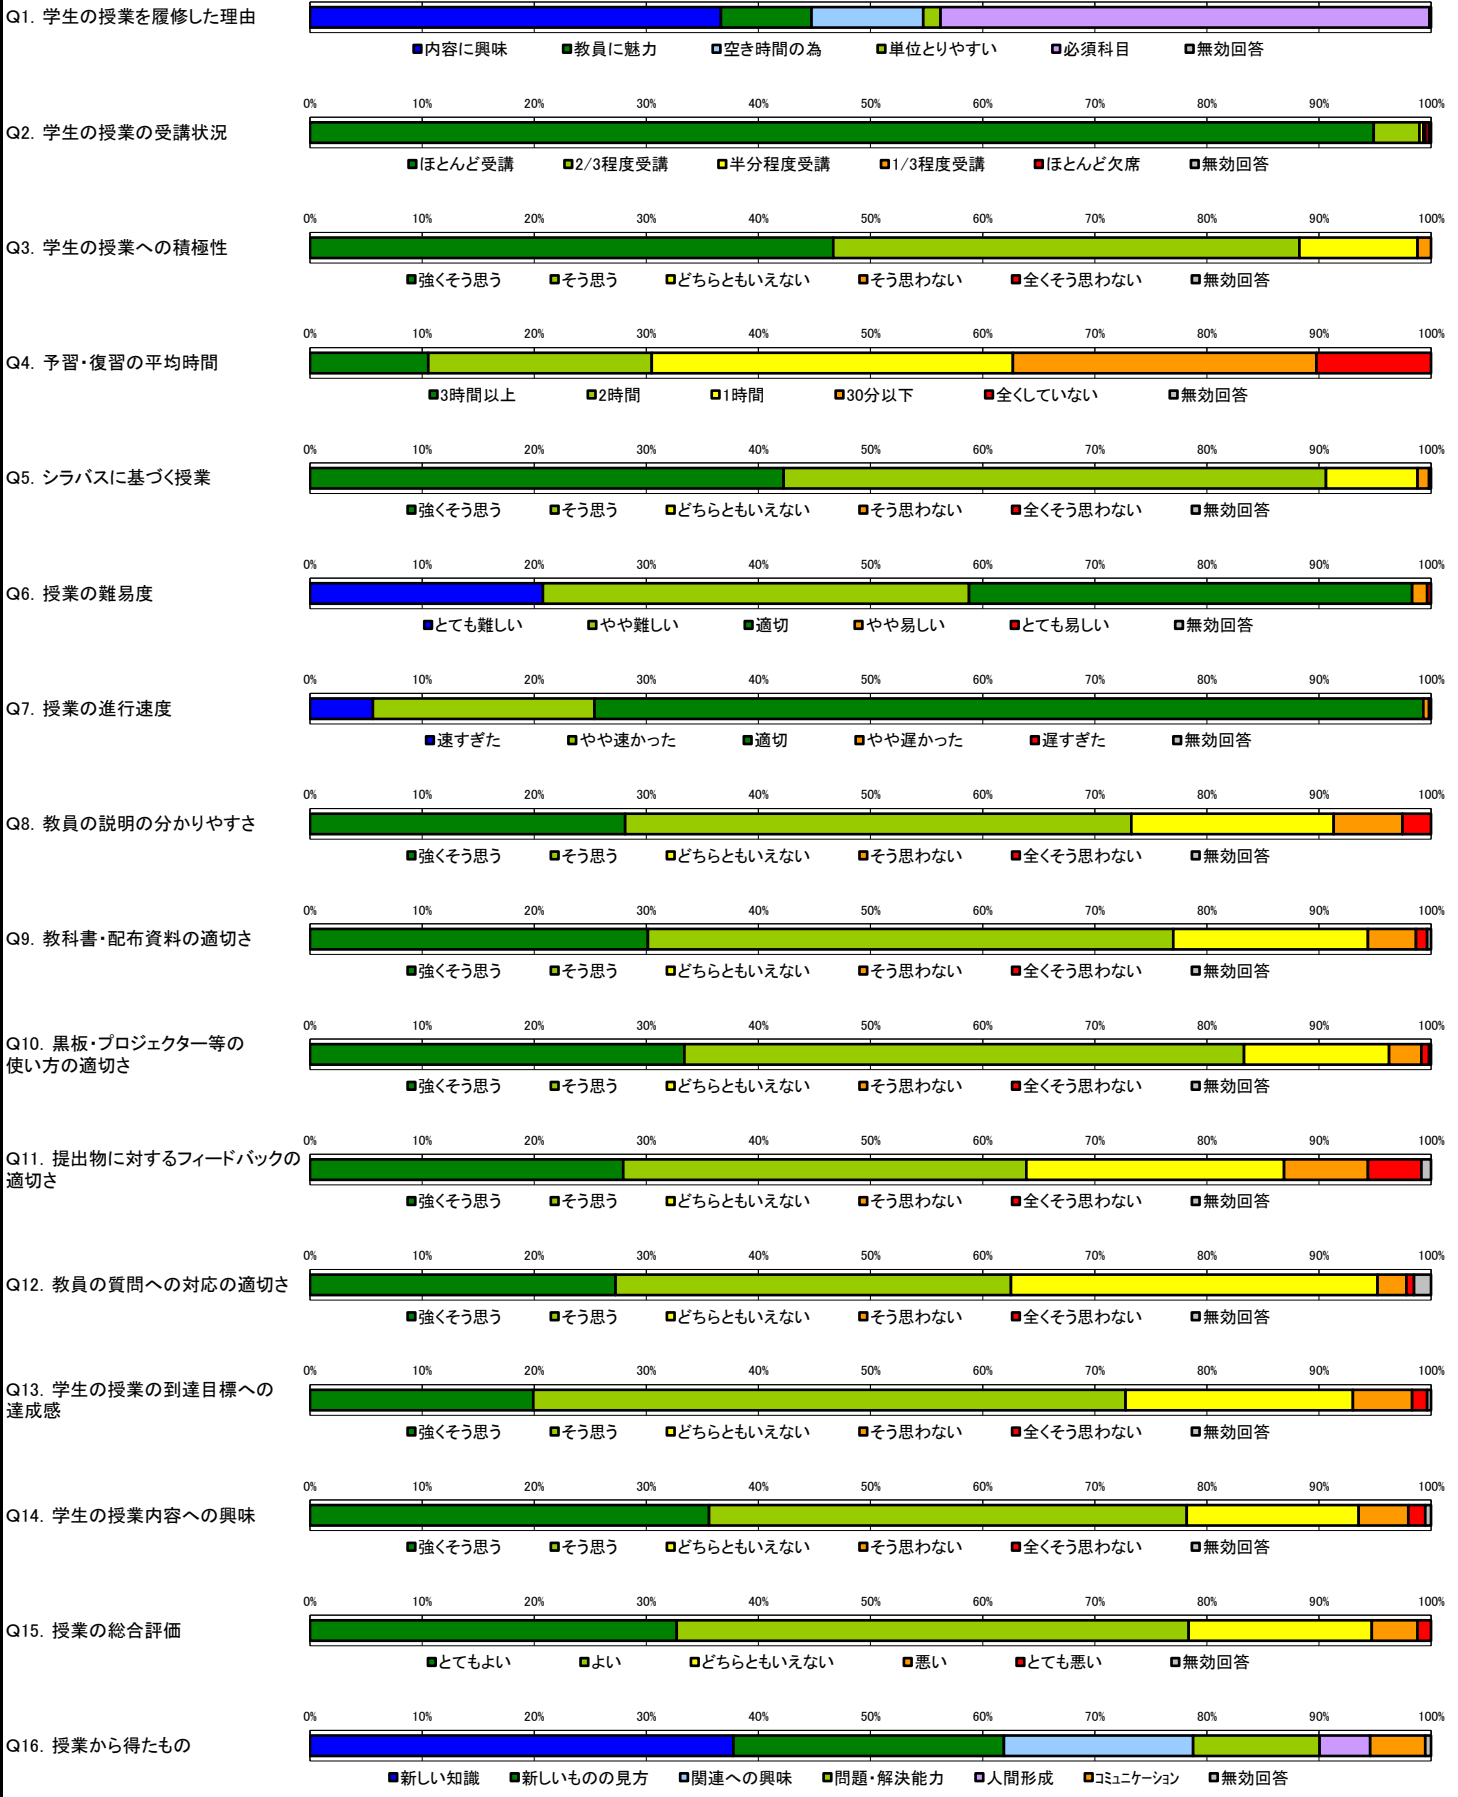 Q1. 学生の授業を履修した理由
内容に興味 教員に魅力 空き時間の為 単位とりやすい 必須科目 無効回答
0% 10% 20% 30% 40% 50% 60% 70% 80% 90% 100%
Q2. 学生の授業の受講状況
ほとんど受講 2/3程度受講 半分程度受講 1/3程度受講 ほとんど欠席 無効回答
0% 10% 20% 30% 40% 50% 60% 70% 80% 90% 100%
Q3. 学生の授業への積極性
強くそう思う そう思う どちらともいえない そう思わない 全くそう思わない 無効回答
0% 10% 20% 30% 40% 50% 60% 70% 80% 90% 100%
Q4. 予習・復習の平均時間
3時間以上 2時間 1時間 30分以下 全くしていない 無効回答
0% 10% 20% 30% 40% 50% 60% 70% 80% 90% 100%
Q5. シラバスに基づく授業
強くそう思う そう思う どちらともいえない そう思わない 全くそう思わない 無効回答
0% 10% 20% 30% 40% 50% 60% 70% 80% 90% 100%
Q6. 授業の難易度
とても難しい やや難しい 適切 やや易しい とても易しい 無効回答
0% 10% 20% 30% 40% 50% 60% 70% 80% 90% 100%
Q7. 授業の進行速度
速すぎた やや速かった 適切 やや遅かった 遅すぎた 無効回答
0% 10% 20% 30% 40% 50% 60% 70% 80% 90% 100%
Q8. 教員の説明の分かりやすさ
強くそう思う そう思う どちらともいえない そう思わない 全くそう思わない 無効回答
0% 10% 20% 30% 40% 50% 60% 70% 80% 90% 100%
Q9. 教科書・配布資料の適切さ
強くそう思う そう思う どちらともいえない そう思わない 全くそう思わない 無効回答
0% 10% 20% 30% 40% 50% 60% 70% 80% 90% 100%
Q10. 黒板・プロジェクター等の
使い方の適切さ
強くそう思う そう思う どちらともいえない そう思わない 全くそう思わない 無効回答
0% 10% 20% 30% 40% 50% 60% 70% 80% 90% 100%
Q11. 提出物に対するフィードバックの
適切さ
強くそう思う そう思う どちらともいえない そう思わない 全くそう思わない 無効回答
0% 10% 20% 30% 40% 50% 60% 70% 80% 90% 100%
Q12. 教員の質問への対応の適切さ
強くそう思う そう思う どちらともいえない そう思わない 全くそう思わない 無効回答
0% 10% 20% 30% 40% 50% 60% 70% 80% 90% 100%
Q13. 学生の授業の到達目標への
達成感
強くそう思う そう思う どちらともいえない そう思わない 全くそう思わない 無効回答
0% 10% 20% 30% 40% 50% 60% 70% 80% 90% 100%
Q14. 学生の授業内容への興味
強くそう思う そう思う どちらともいえない そう思わない 全くそう思わない 無効回答
0% 10% 20% 30% 40% 50% 60% 70% 80% 90% 100%
Q15. 授業の総合評価
とてもよい よい どちらともいえない 悪い とても悪い 無効回答
0% 10% 20% 30% 40% 50% 60% 70% 80% 90% 100%
Q16. 授業から得たもの
新しい知識 新しいものの見方 関連への興味 問題・解決能力 人間形成 ｺﾐｭﾆｹｰｼｮﾝ 無効回答